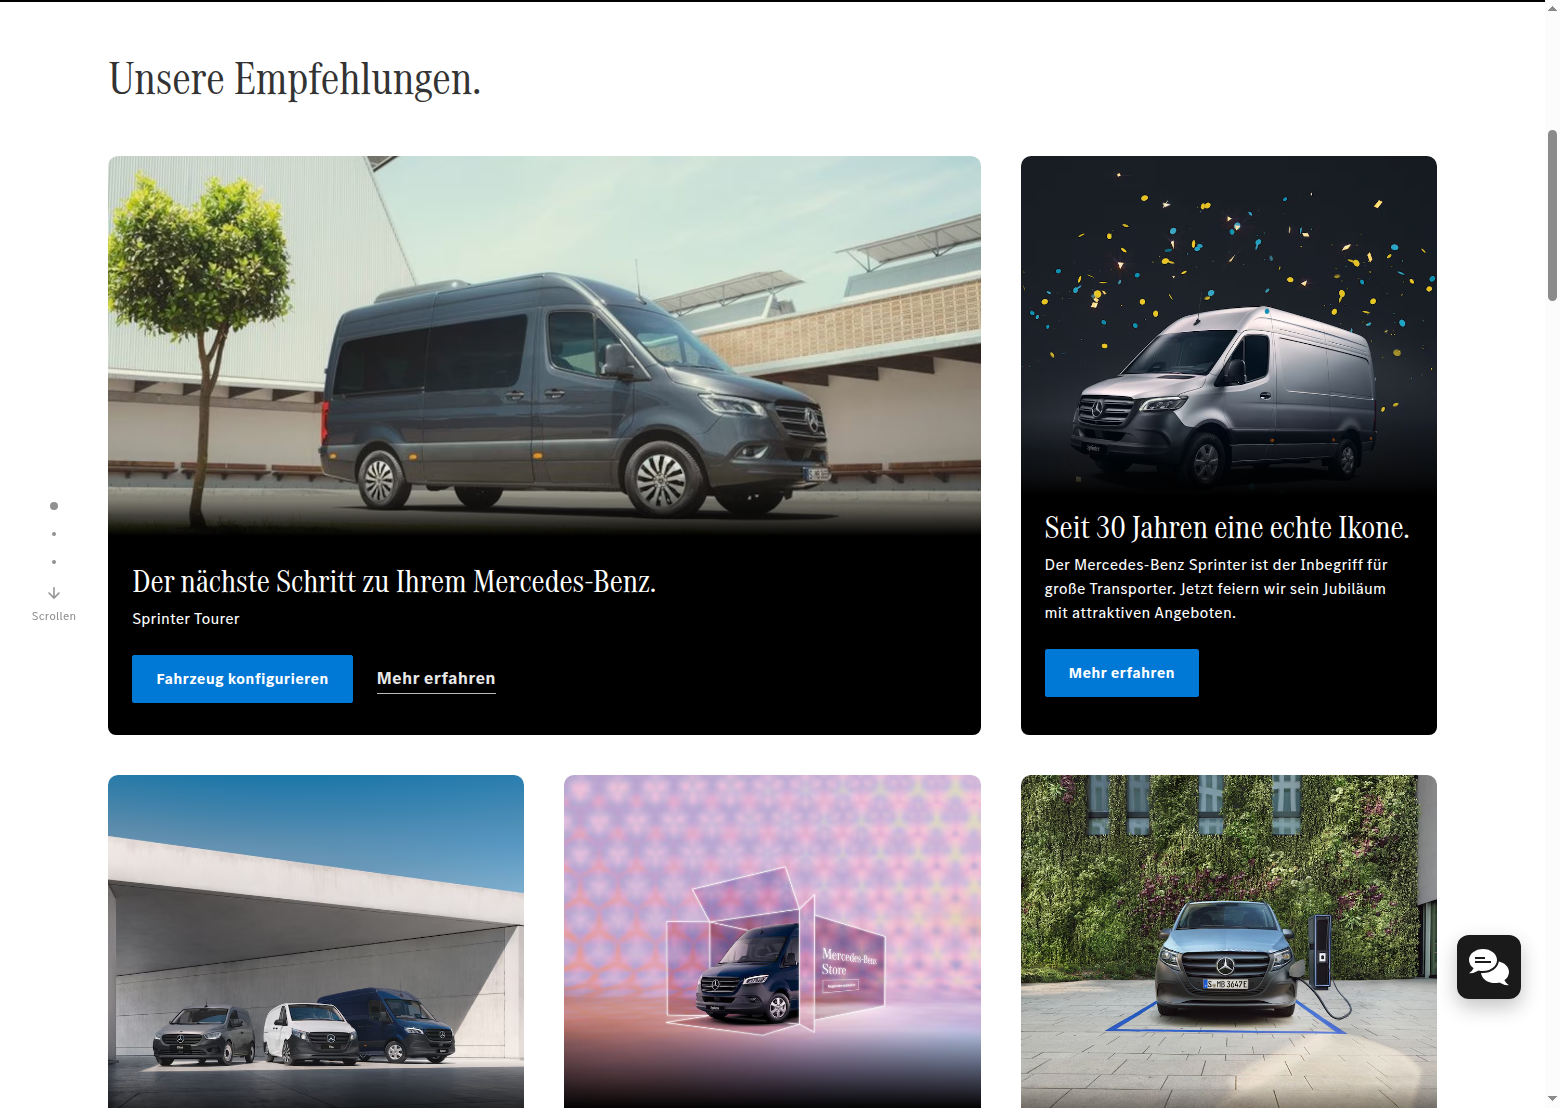 Unsere Empfehlungen.
Der nächste Schritt zu Ihrem Mercedes-Benz.
Sprinter Tourer
Fahrzeug konfigurieren
Mehr erfahren
Seit 30 Jahren eine echte Ikone.
Der Mercedes-Benz Sprinter ist der Inbegriff für
große Transporter. Jetzt feiern wir sein Jubiläum
mit attraktiven Angeboten.
Mehr erfahren
Scrollen
Mercedes-Benz
Store
S MB 3647E